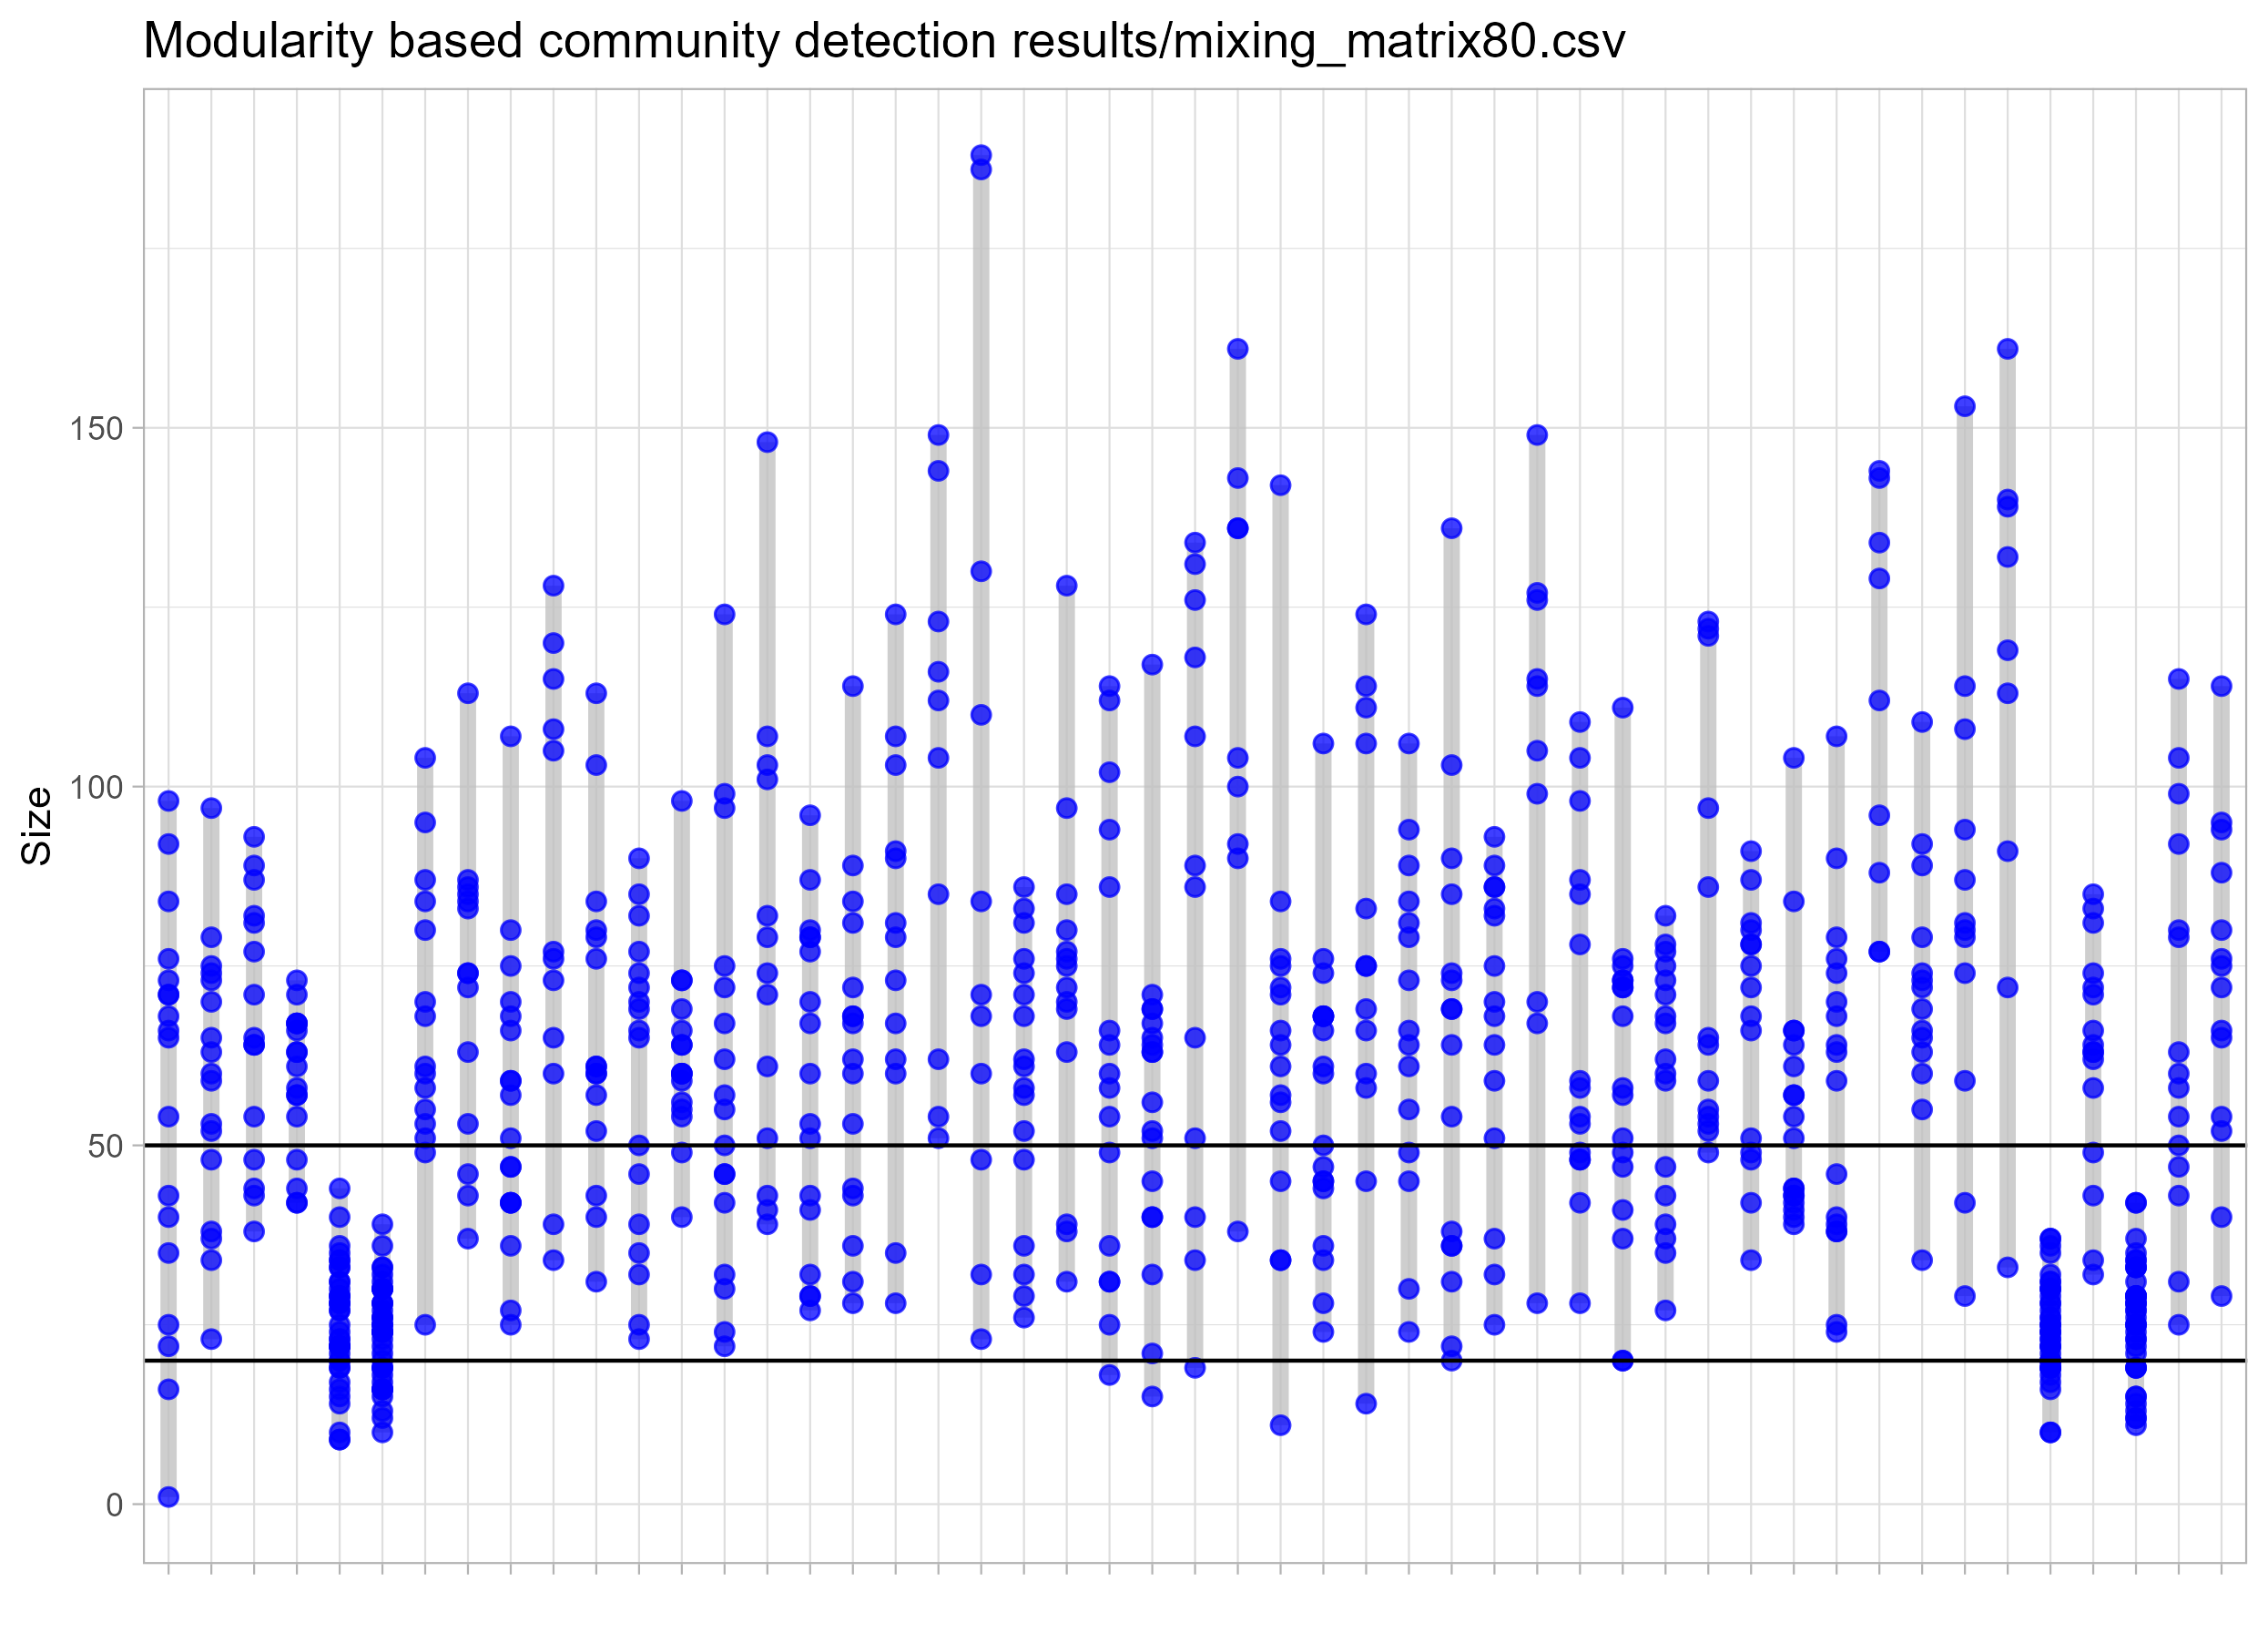 Modularity based community detection results/mixing_matrix80.csv
150
100
50
0
Size